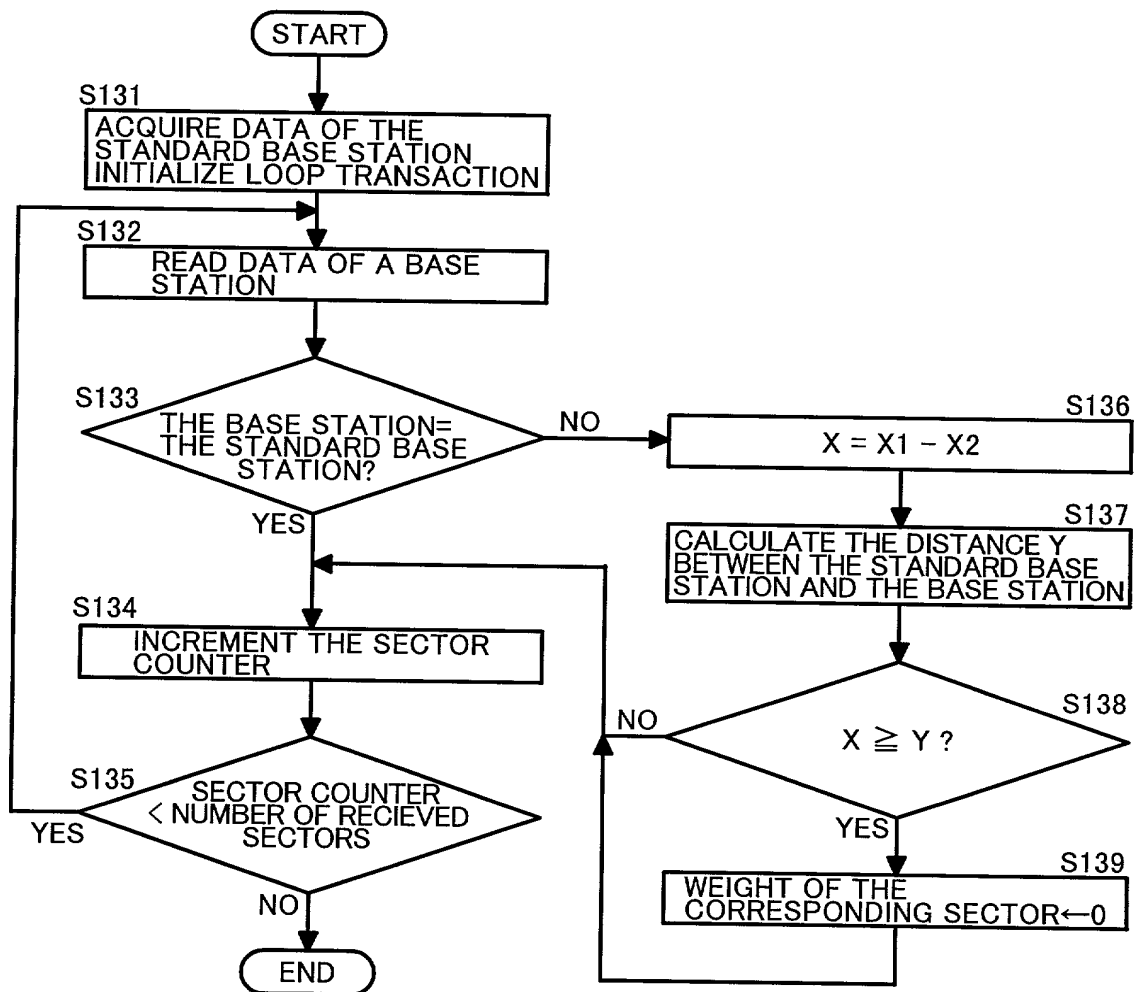 START
S131
ACQUIRE DATA OF THE
STANDARD BASE STATION
INITIALIZE LOOP TRANSACTION
S132
READ DATA OF A BASE
STATION
S133
THE BASE STATION=
THE STANDARD BASE
STATION?
NO
YES
S134
INCREMENT THE SECTOR
COUNTER
S135
SECTOR COUNTER
< NUMBER OF RECIEVED
SECTORS
YES
NO
END
S136
X = X1 - X2
S137
CALCULATE THE DISTANCE Y
BETWEEN THE STANDARD BASE
STATION AND THE BASE STATION
S138
X ≧ Y ?
NO
YES
S139
WEIGHT OF THE
CORRESPONDING SECTOR←0